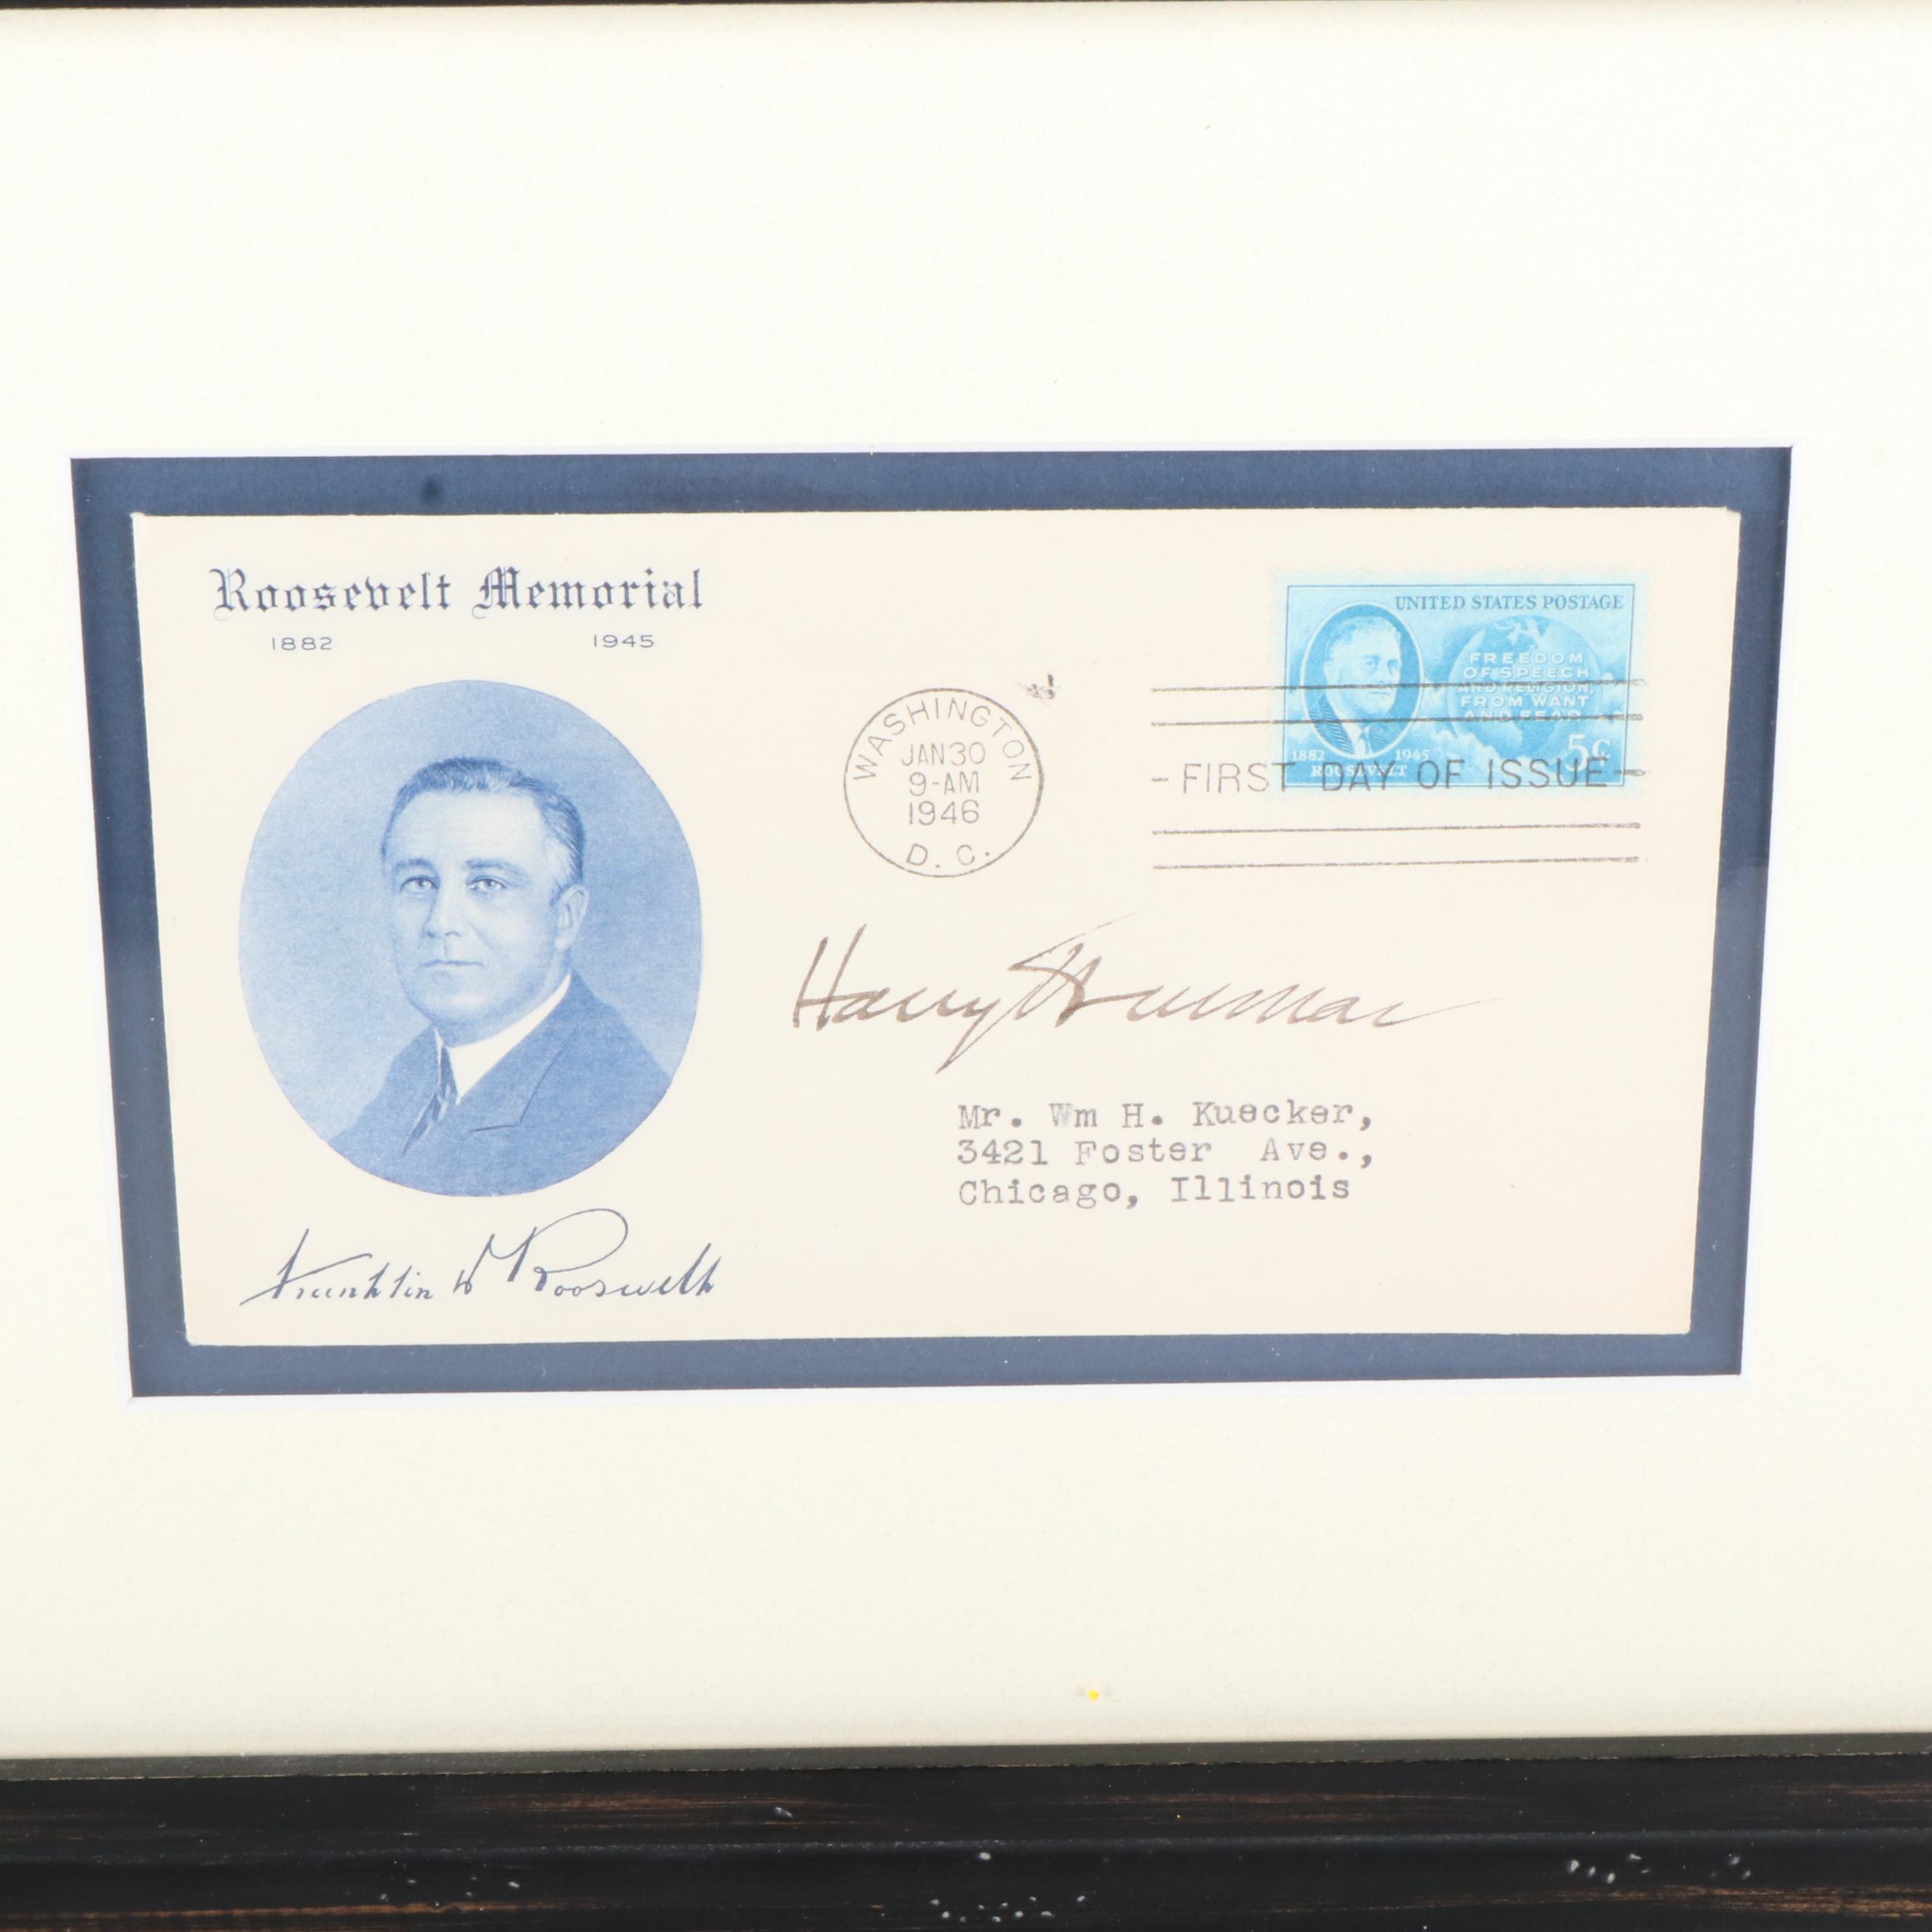 Roosevelt Memorial
1882 1945
UNITED STATES POSTAGE
FREEDOM
OF SPEECH
AND RELIGION,
FROM WANT
AND FEAR
5¢
1882 1945
ROOSEVELT
WASHINGTON
JAN 30
9-AM
1946
D. C.
-FIRST DAY OF ISSUE-
Harry S Truman
Mr. Wm H. Kuecker,
3421 Foster Ave.,
Chicago, Illinois
Franklin D Roosevelt